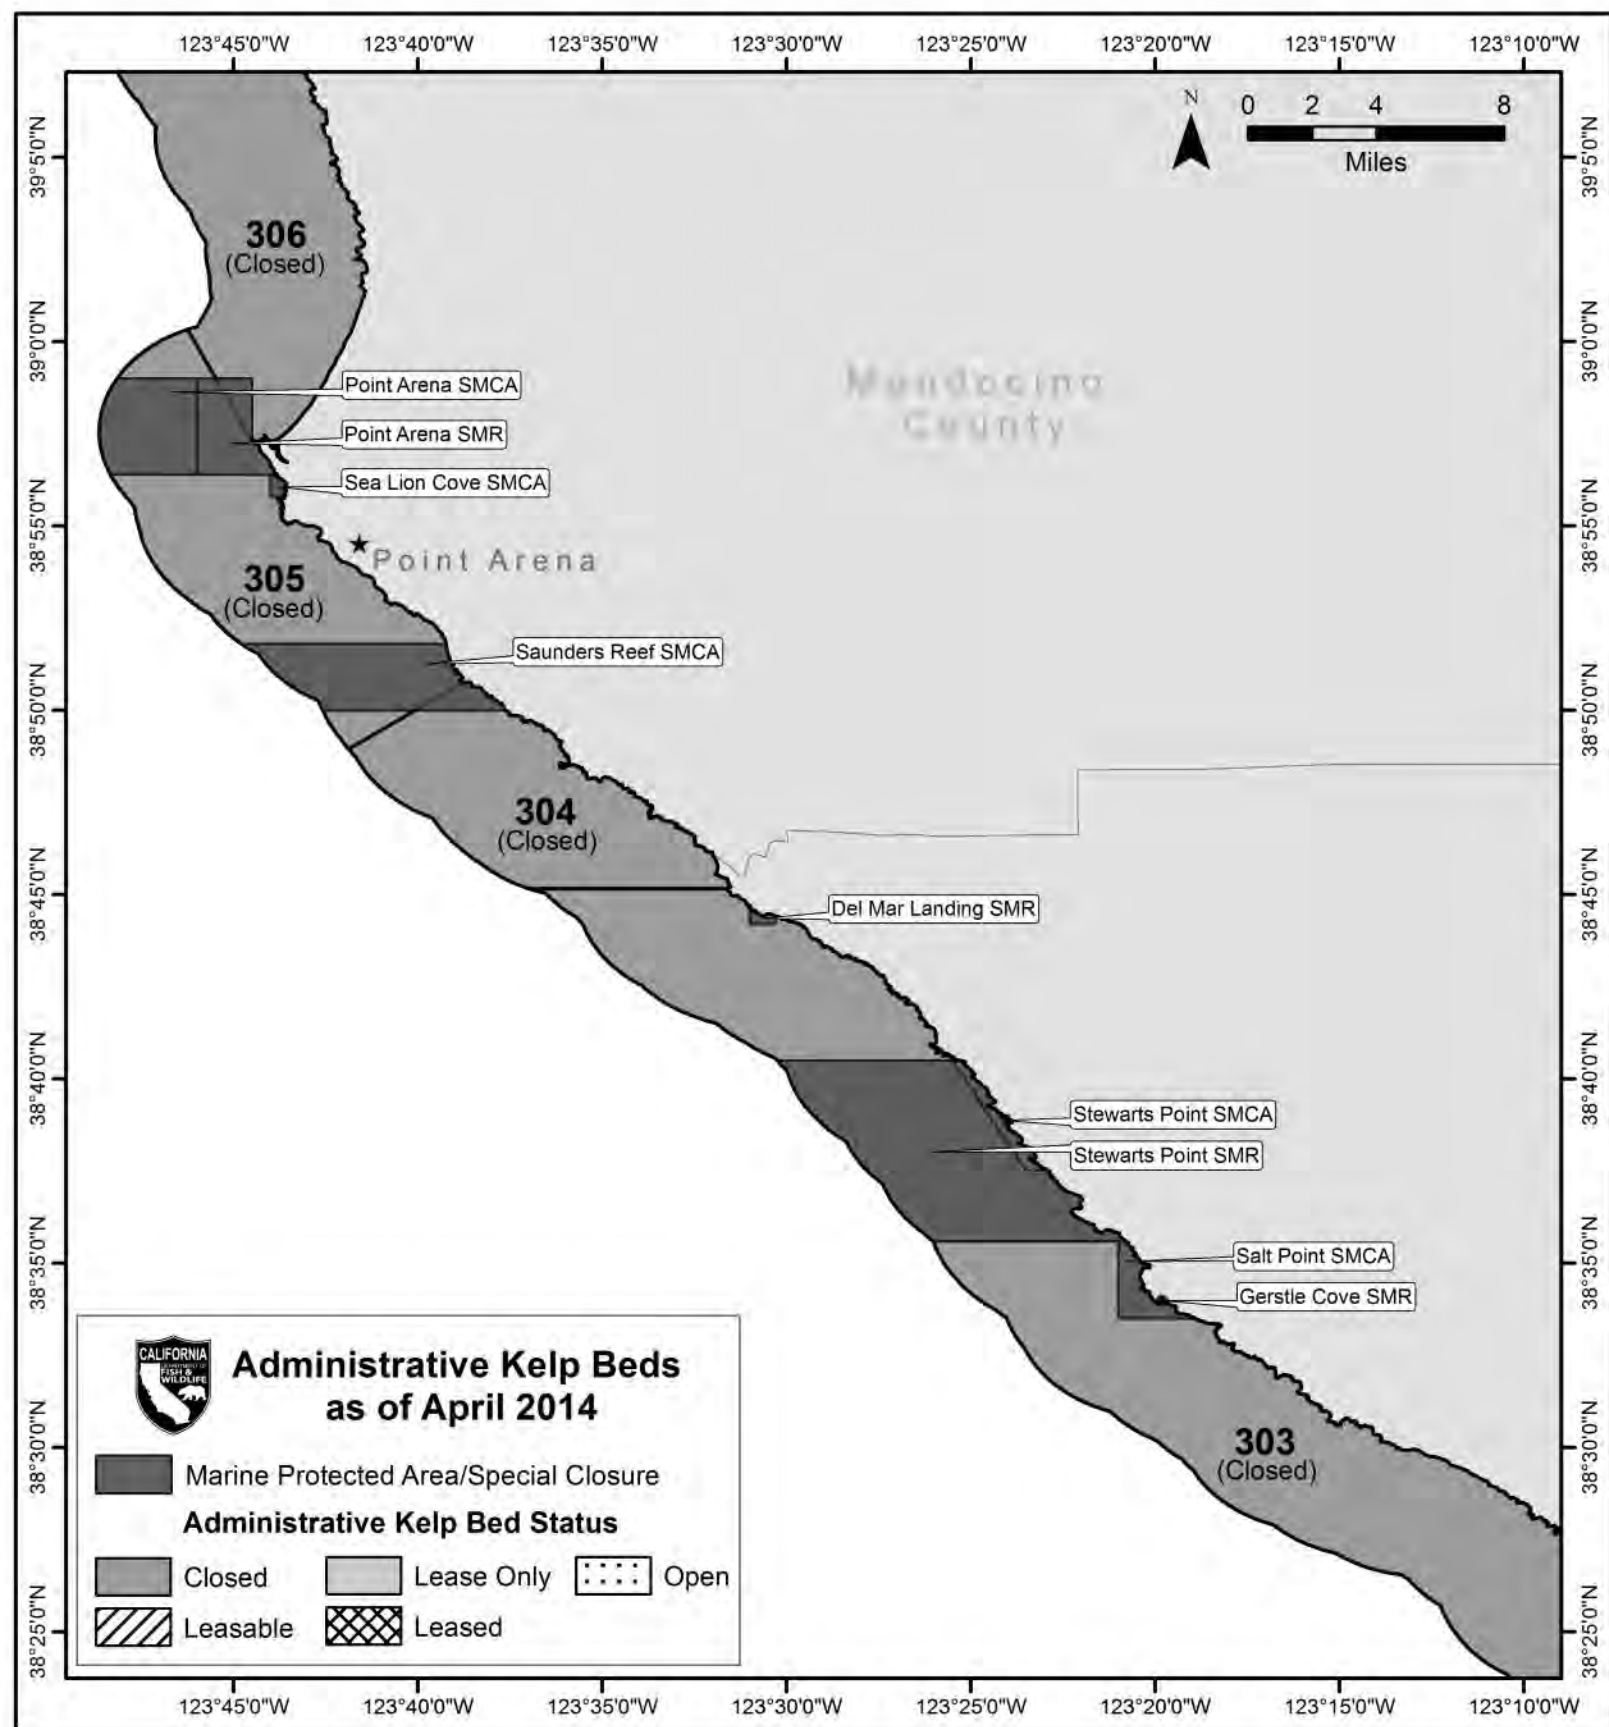 123°45'0"W 123°40'0"W 123°35'0"W 123°30'0"W 123°25'0"W 123°20'0"W 123°15'0"W 123°10'0"W
N
0 2 4 8
Miles
39°5'0"N 39°5'0"N
306
(Closed)
39°0'0"N 39°0'0"N
Mendocino
County
Point Arena SMCA
Point Arena SMR
Sea Lion Cove SMCA
38°55'0"N 38°55'0"N
Point Arena
305
(Closed)
Saunders Reef SMCA
38°50'0"N 38°50'0"N
304
(Closed)
38°45'0"N 38°45'0"N
Del Mar Landing SMR
38°40'0"N 38°40'0"N
Stewarts Point SMCA
Stewarts Point SMR
38°35'0"N 38°35'0"N
Salt Point SMCA
Gerstle Cove SMR
303
(Closed)
38°30'0"N 38°30'0"N
CALIFORNIA
DEPARTMENT OF
FISH &
WILDLIFE
Administrative Kelp Beds
as of April 2014
Marine Protected Area/Special Closure
Administrative Kelp Bed Status
Closed Lease Only Open
Leasable Leased
38°25'0"N 38°25'0"N
123°45'0"W 123°40'0"W 123°35'0"W 123°30'0"W 123°25'0"W 123°20'0"W 123°15'0"W 123°10'0"W